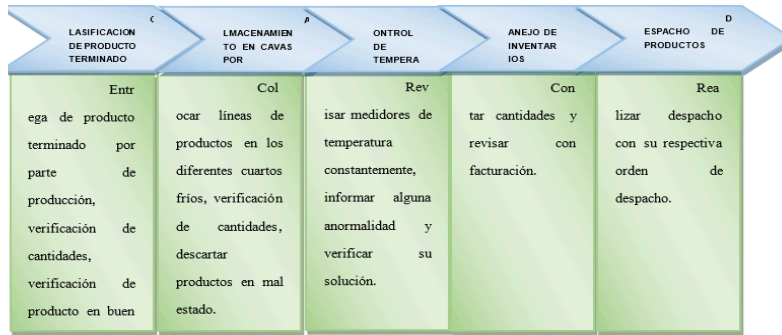 C
LASIFICACION
DE PRODUCTO
TERMINADO
A
LMACENAMIEN
TO EN CAVAS
POR
ONTROL
DE
TEMPERA
ANEJO DE
INVENTAR
IOS
D
ESPACHO DE
PRODUCTOS
Entr
ega de producto
terminado por
parte de
producción,
verificación de
cantidades,
verificación de
producto en buen
Col
ocar líneas de
productos en los
diferentes cuartos
fríos, verificación
de cantidades,
descartar
productos en mal
estado.
Rev
isar medidores de
temperatura
constantemente,
informar alguna
anormalidad y
verificar su
solución.
Con
tar cantidades y
revisar con
facturación.
Rea
lizar despacho
con su respectiva
orden de
despacho.